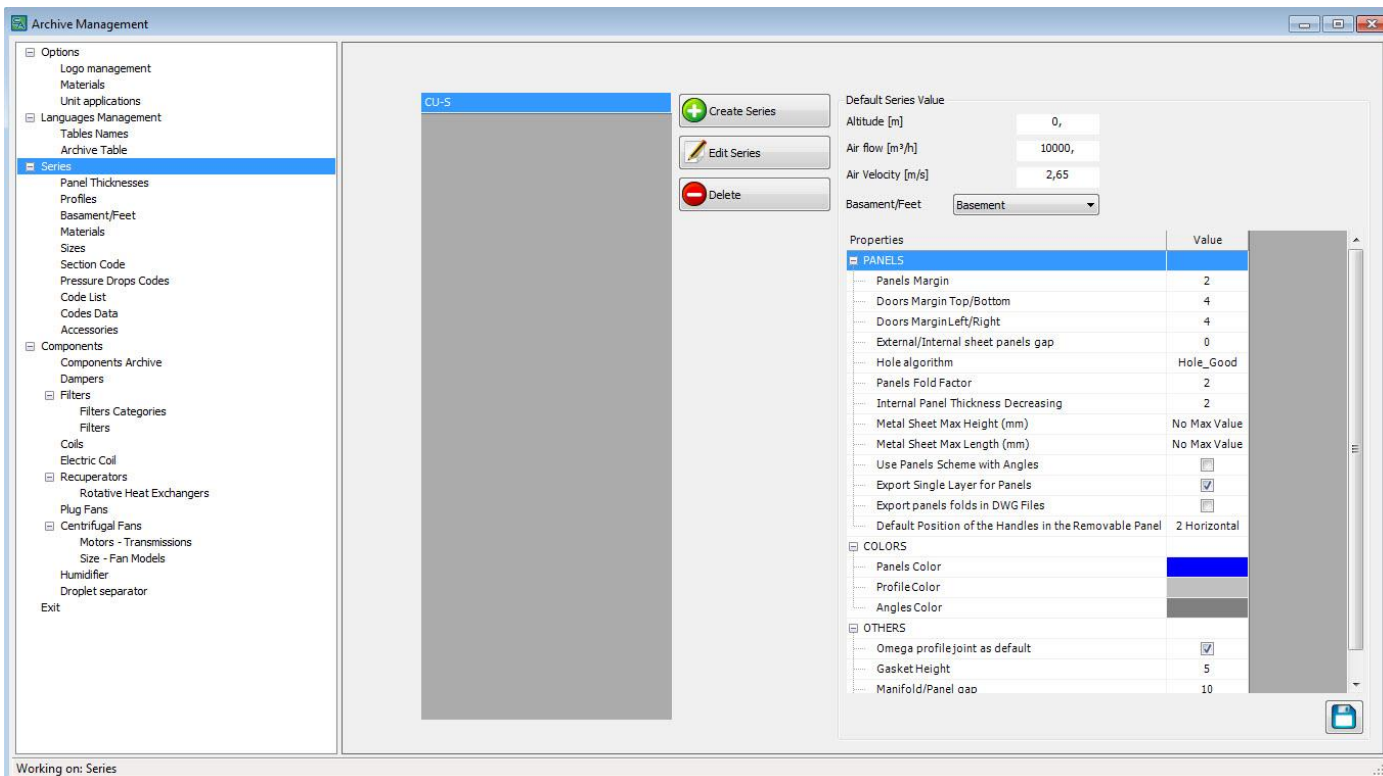 Archive Management
Options
Logo management
Materials
Unit applications
Languages Management
Tables Names
Archive Table
Series
Panel Thicknesses
Profiles
Basament/Feet
Materials
Sizes
Section Code
Pressure Drops Codes
Code List
Codes Data
Accessories
Components
Components Archive
Dampers
Filters
Filters Categories
Filters
Coils
Electric Coil
Recuperators
Rotative Heat Exchangers
Plug Fans
Centrifugal Fans
Motors - Transmissions
Size - Fan Models
Humidifier
Droplet separator
Exit
CU-S
Create Series
Edit Series
Delete
Default Series Value
Altitude [m] 0,
Air flow [m³/h] 10000,
Air Velocity [m/s] 2,65
Basament/Feet Basement
Properties Value
PANELS
Panels Margin 2
Doors Margin Top/Bottom 4
Doors MarginLeft/Right 4
External/Internal sheet panels gap 0
Hole algorithm Hole_Good
Panels Fold Factor 2
Internal Panel Thickness Decreasing 2
Metal Sheet Max Height (mm) No Max Value
Metal Sheet Max Length (mm) No Max Value
Use Panels Scheme with Angles
Export Single Layer for Panels
Export panels folds in DWG Files
Default Position of the Handles in the Removable Panel 2 Horizontal
COLORS
Panels Color
Profile Color
Angles Color
OTHERS
Omega profile joint as default
Gasket Height 5
Manifold/Panel gap 10
Working on: Series